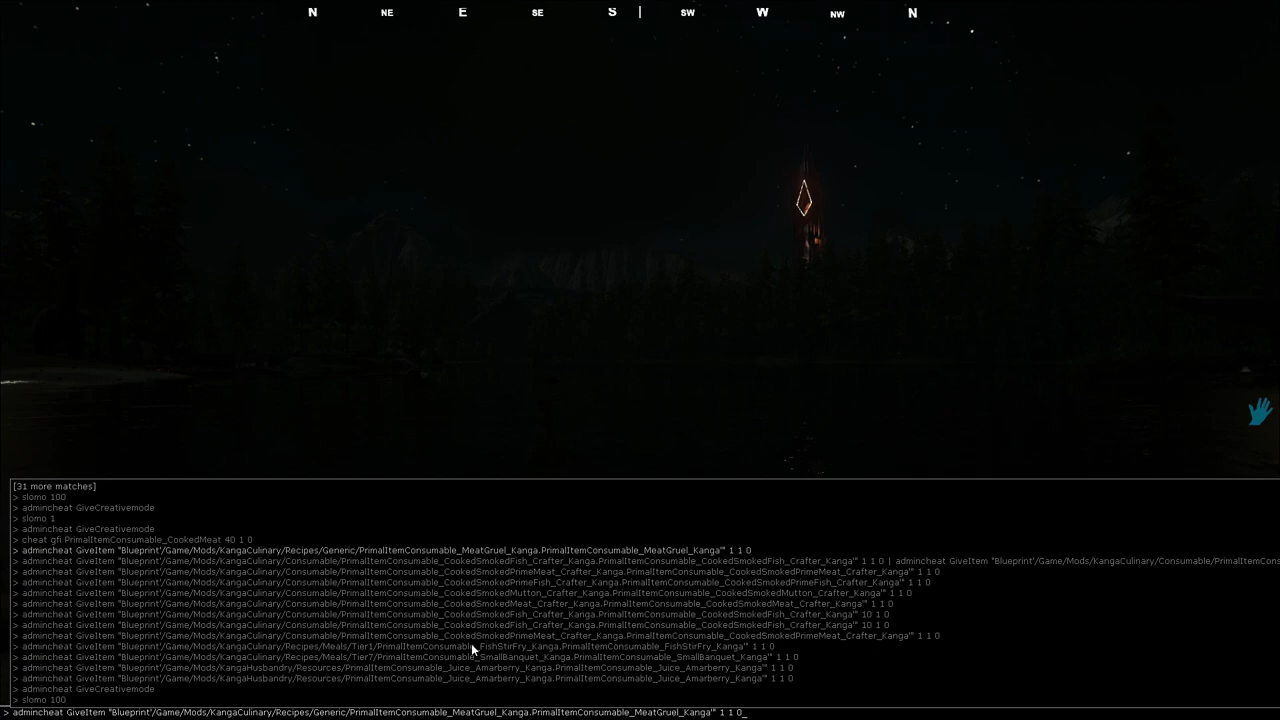 N NE E SE S | SW W NW N
[31 more matches]
> slomo 100
> admincheat GiveCreativemode
> slomo 1
> admincheat GiveCreativemode
> cheat gfi PrimalItemConsumable_CookedMeat 40 1 0
> admincheat GiveItem "Blueprint'/Game/Mods/KangaCulinary/Recipes/Generic/PrimalItemConsumable_MeatGruel_Kanga.PrimalItemConsumable_MeatGruel_Kanga'" 1 1 0
> admincheat GiveItem "Blueprint'/Game/Mods/KangaCulinary/Consumable/PrimalItemConsumable_CookedSmokedFish_Crafter_Kanga.PrimalItemConsumable_CookedSmokedFish_Crafter_Kanga'" 1 1 0 | admincheat GiveItem "Blueprint'/Game/Mods/KangaCulinary/Consumable/PrimalItemCons
> admincheat GiveItem "Blueprint'/Game/Mods/KangaCulinary/Consumable/PrimalItemConsumable_CookedSmokedPrimeMeat_Crafter_Kanga.PrimalItemConsumable_CookedSmokedPrimeMeat_Crafter_Kanga'" 1 1 0
> admincheat GiveItem "Blueprint'/Game/Mods/KangaCulinary/Consumable/PrimalItemConsumable_CookedSmokedPrimeFish_Crafter_Kanga.PrimalItemConsumable_CookedSmokedPrimeFish_Crafter_Kanga'" 1 1 0
> admincheat GiveItem "Blueprint'/Game/Mods/KangaCulinary/Consumable/PrimalItemConsumable_CookedSmokedMutton_Crafter_Kanga.PrimalItemConsumable_CookedSmokedMutton_Crafter_Kanga'" 1 1 0
> admincheat GiveItem "Blueprint'/Game/Mods/KangaCulinary/Consumable/PrimalItemConsumable_CookedSmokedMeat_Crafter_Kanga.PrimalItemConsumable_CookedSmokedMeat_Crafter_Kanga'" 1 1 0
> admincheat GiveItem "Blueprint'/Game/Mods/KangaCulinary/Consumable/PrimalItemConsumable_CookedSmokedFish_Crafter_Kanga.PrimalItemConsumable_CookedSmokedFish_Crafter_Kanga'" 10 1 0
> admincheat GiveItem "Blueprint'/Game/Mods/KangaCulinary/Consumable/PrimalItemConsumable_CookedSmokedFish_Crafter_Kanga.PrimalItemConsumable_CookedSmokedFish_Crafter_Kanga'" 10 1 0
> admincheat GiveItem "Blueprint'/Game/Mods/KangaCulinary/Consumable/PrimalItemConsumable_CookedSmokedPrimeMeat_Crafter_Kanga.PrimalItemConsumable_CookedSmokedPrimeMeat_Crafter_Kanga'" 1 1 0
> admincheat GiveItem "Blueprint'/Game/Mods/KangaCulinary/Recipes/Meals/Tier1/PrimalItemConsumable_FishStirFry_Kanga.PrimalItemConsumable_FishStirFry_Kanga'" 1 1 0
> admincheat GiveItem "Blueprint'/Game/Mods/KangaCulinary/Recipes/Meals/Tier7/PrimalItemConsumable_SmallBanquet_Kanga.PrimalItemConsumable_SmallBanquet_Kanga'" 1 1 0
> admincheat GiveItem "Blueprint'/Game/Mods/KangaHusbandry/Resources/PrimalItemConsumable_Juice_Amarberry_Kanga.PrimalItemConsumable_Juice_Amarberry_Kanga'" 1 1 0
> admincheat GiveItem "Blueprint'/Game/Mods/KangaHusbandry/Resources/PrimalItemConsumable_Juice_Amarberry_Kanga.PrimalItemConsumable_Juice_Amarberry_Kanga'" 1 1 0
> admincheat GiveCreativemode
> slomo 100
> admincheat GiveItem "Blueprint'/Game/Mods/KangaCulinary/Recipes/Generic/PrimalItemConsumable_MeatGruel_Kanga.PrimalItemConsumable_MeatGruel_Kanga'" 1 1 0_